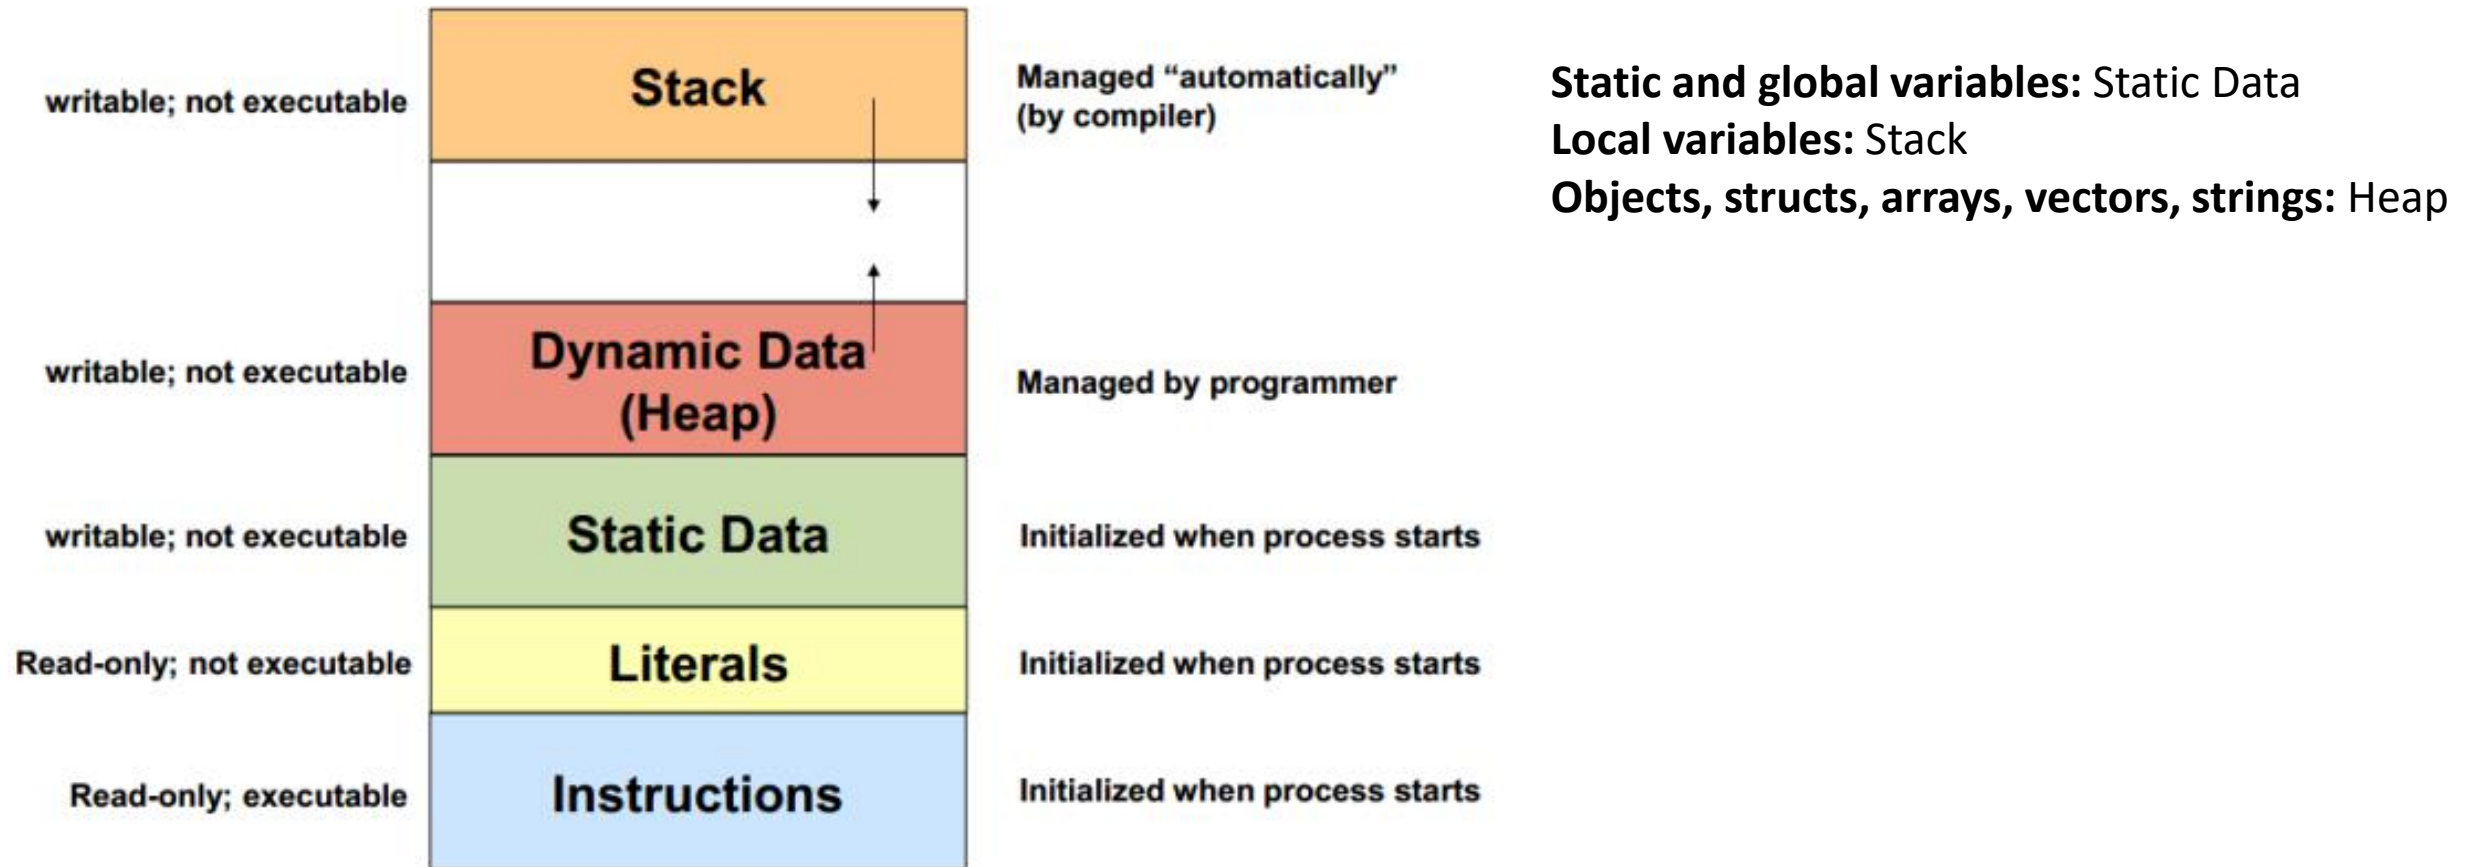 writable; not executable
Stack
Managed “automatically”
(by compiler)
Static and global variables: Static Data
Local variables: Stack
Objects, structs, arrays, vectors, strings: Heap
writable; not executable
Dynamic Data
(Heap)
Managed by programmer
writable; not executable
Static Data
Initialized when process starts
Read-only; not executable
Literals
Initialized when process starts
Read-only; executable
Instructions
Initialized when process starts